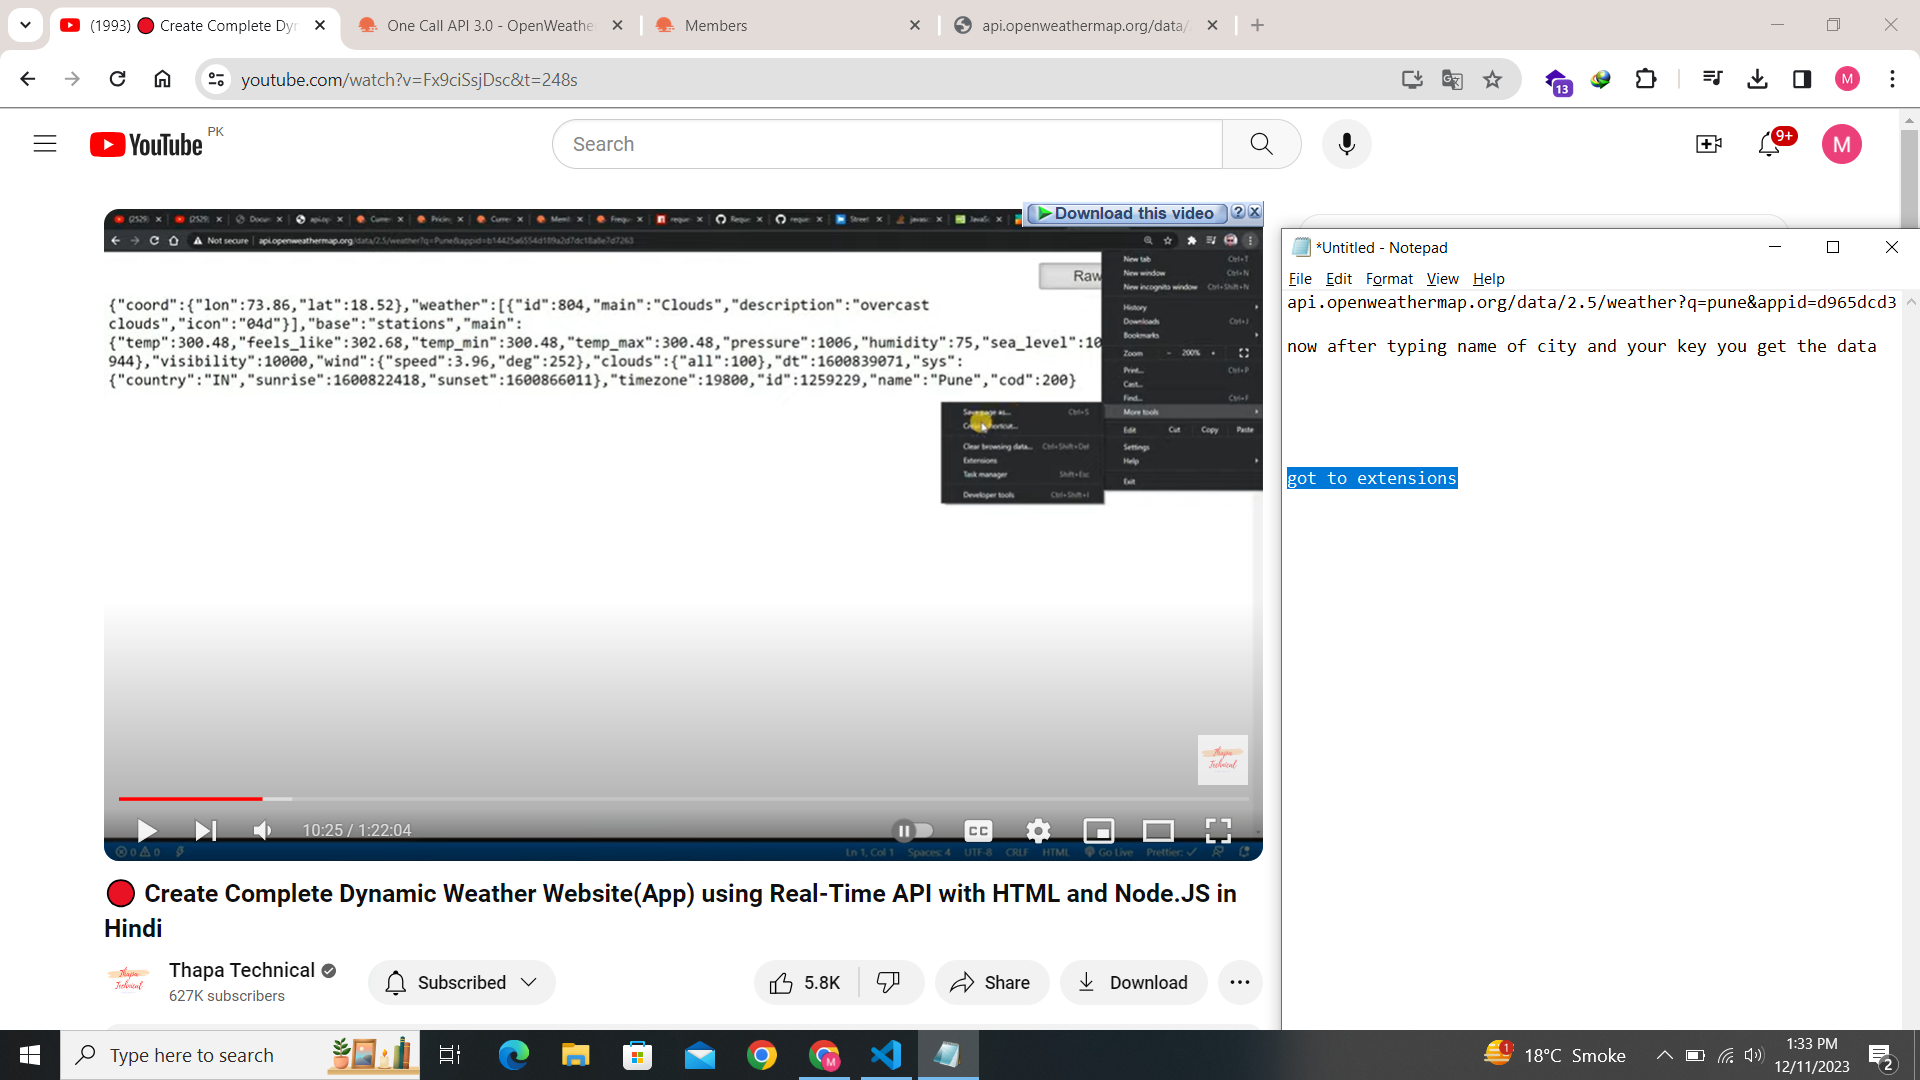 (1993) 🔴 Create Complete Dyn
One Call API 3.0 - OpenWeathe
Members
api.openweathermap.org/data/
youtube.com/watch?v=Fx9ciSsjDsc&t=248s
13
M
YouTube PK
Search
9+
M
Download this video
?
Not secure | api.openweathermap.org/data/2.5/weather?q=Pune&appid=
Raw
{"coord":{"lon":73.86,"lat":18.52},"weather":[{"id":804,"main":"Clouds","description":"overcast
clouds","icon":"04d"}],"base":"stations","main":
{"temp":300.48,"feels_like":302.68,"temp_min":300.48,"temp_max":300.48,"pressure":1006,"humidity":75,"sea_level":10
944},"visibility":10000,"wind":{"speed":3.96,"deg":252},"clouds":{"all":100},"dt":1600839071,"sys":
{"country":"IN","sunrise":1600822418,"sunset":1600866011},"timezone":19800,"id":1259229,"name":"Pune","cod":200}
New tab Ctrl+T
New window Ctrl+N
New incognito window Ctrl+Shift+N
History
Downloads Ctrl+J
Bookmarks
Zoom - 200% +
Print... Ctrl+P
Cast...
Find... Ctrl+F
More tools
Edit Cut Copy Paste
Settings
Help
Exit
Save page as... Ctrl+S
Clear browsing data... Ctrl+Shift+Del
Extensions
Task manager Shift+Esc
Developer tools Ctrl+Shift+I
Thapa
Technical
10:25 / 1:22:04
CC
0 0
Ln 1, Col 1 Spaces: 4 UTF-8 CRLF HTML Go Live Prettier: ✓
🔴 Create Complete Dynamic Weather Website(App) using Real-Time API with HTML and Node.JS in
Hindi
Thapa
Technical
Thapa Technical
627K subscribers
Subscribed
5.8K
Share
Download
*Untitled - Notepad
File Edit Format View Help
api.openweathermap.org/data/2.5/weather?q=pune&appid=d965dcd3
now after typing name of city and your key you get the data
got to extensions
Type here to search
M
1
18°C Smoke
1:33 PM
12/11/2023
2